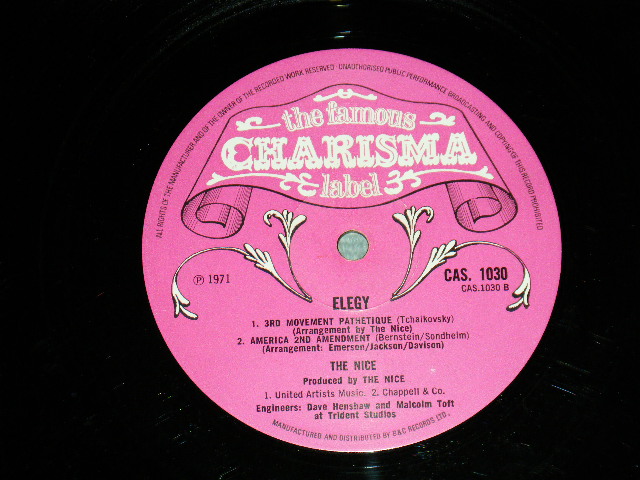 ALL RIGHTS OF THE MANUFACTURER AND OF THE OWNER OF THE RECORDED WORK RESERVED · UNAUTHORISED PUBLIC PERFORMANCE BROADCASTING AND COPYING OF THIS RECORD PROHIBITED
the famous
CHARISMA
label
Ⓟ 1971
CAS. 1030
CAS.1030 B
ELEGY
1. 3RD MOVEMENT PATHETIQUE (Tchaikovsky)
(Arrangement by The Nice)
2. AMERICA 2ND AMENDMENT (Bernstein/Sondheim)
(Arrangement: Emerson/Jackson/Davison)
THE NICE
Produced by THE NICE
1. United Artists Music. 2. Chappell & Co.
Engineers: Dave Henshaw and Malcolm Toft
at Trident Studios
MANUFACTURED AND DISTRIBUTED BY B&C RECORDS LTD.